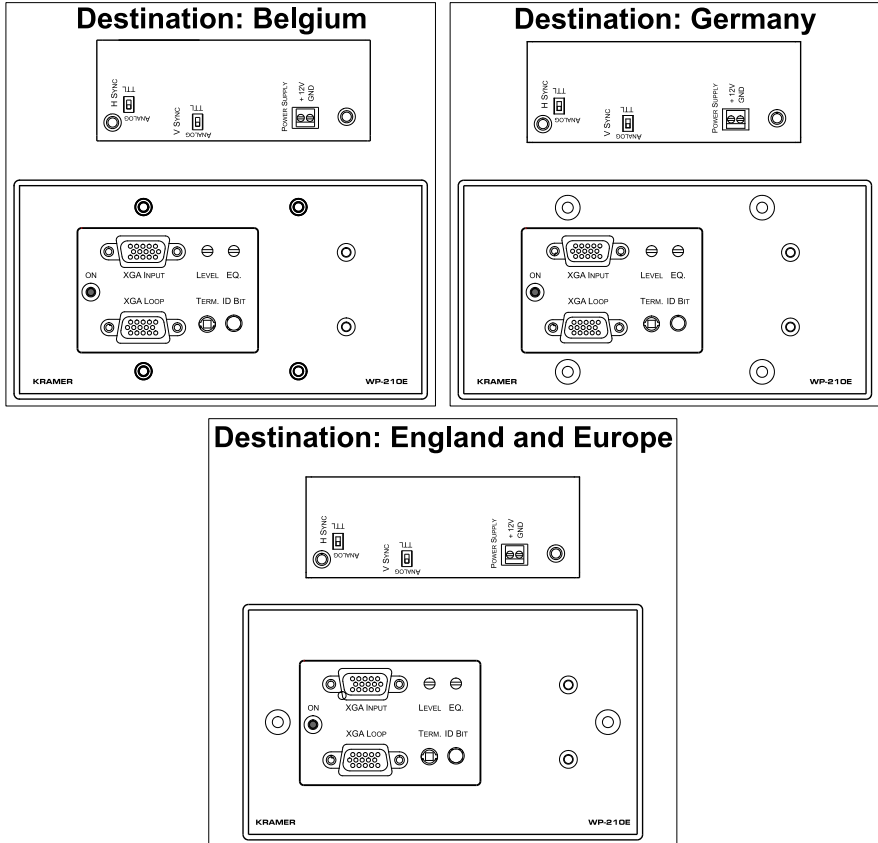 Destination: Belgium
H SYNC
TTL
ANALOG
V SYNC
TTL
ANALOG
POWER SUPPLY
+ 12V
GND
ON
XGA INPUT
LEVEL EQ.
XGA LOOP
TERM. ID BIT
KRAMER
WP-210E
Destination: Germany
H SYNC
TTL
ANALOG
V SYNC
TTL
ANALOG
POWER SUPPLY
+ 12V
GND
ON
XGA INPUT
LEVEL EQ.
XGA LOOP
TERM. ID BIT
KRAMER
WP-210E
Destination: England and Europe
H SYNC
TTL
ANALOG
V SYNC
TTL
ANALOG
POWER SUPPLY
+ 12V
GND
ON
XGA INPUT
LEVEL EQ.
XGA LOOP
TERM. ID BIT
KRAMER
WP-210E